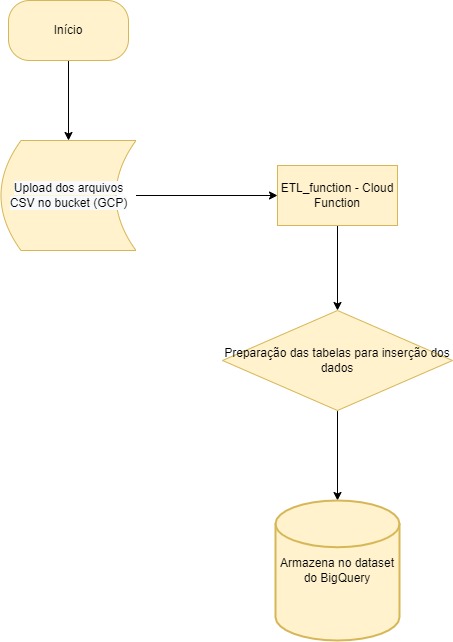 Início
Upload dos arquivos
CSV no bucket (GCP)
ETL_function - Cloud
Function
Preparação das tabelas para inserção dos
dados
Armazena no dataset
do BigQuery